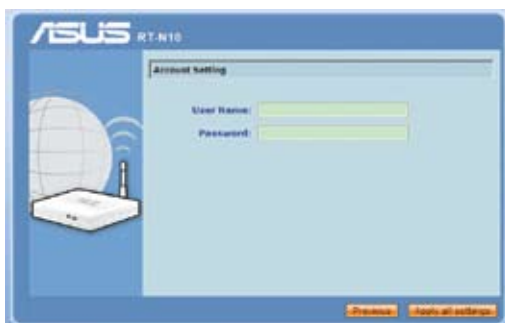 ASUS RT-N10
Account Setting
User Name:
Password:
Previous Apply all settings